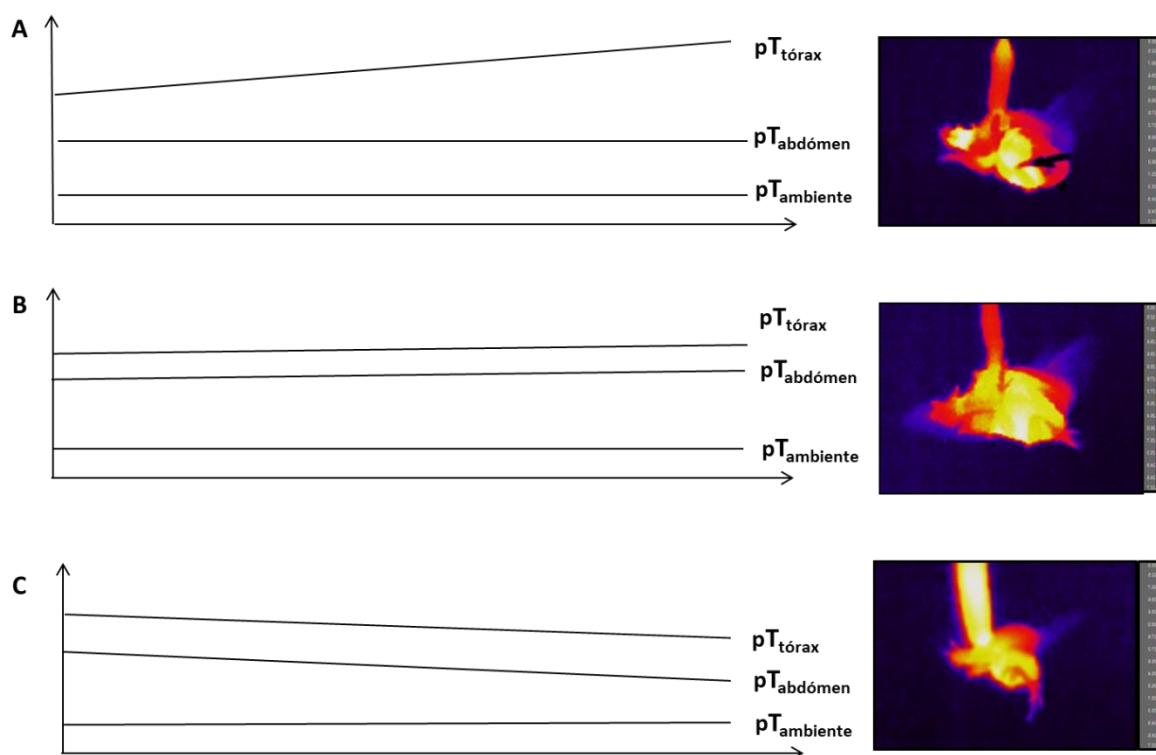 A
pTtórax
pTabdómen
pTambiente
B
pTtórax
pTabdómen
pTambiente
C
pTtórax
pTabdómen
pTambiente